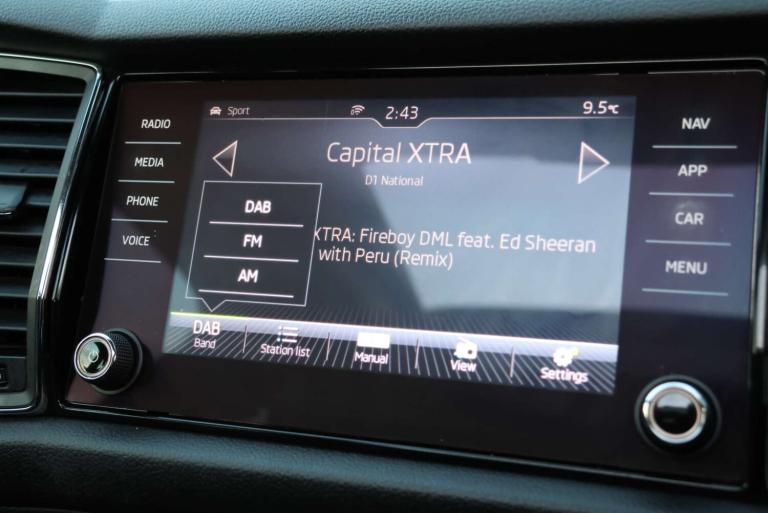 RADIO
MEDIA
PHONE
VOICE
Sport
2:43
9.5°C
Capital XTRA
D1 National
DAB
FM
AM
XTRA: Fireboy DML feat. Ed Sheeran
with Peru (Remix)
DAB
Band
Station list
Manual
View
Settings
NAV
APP
CAR
MENU